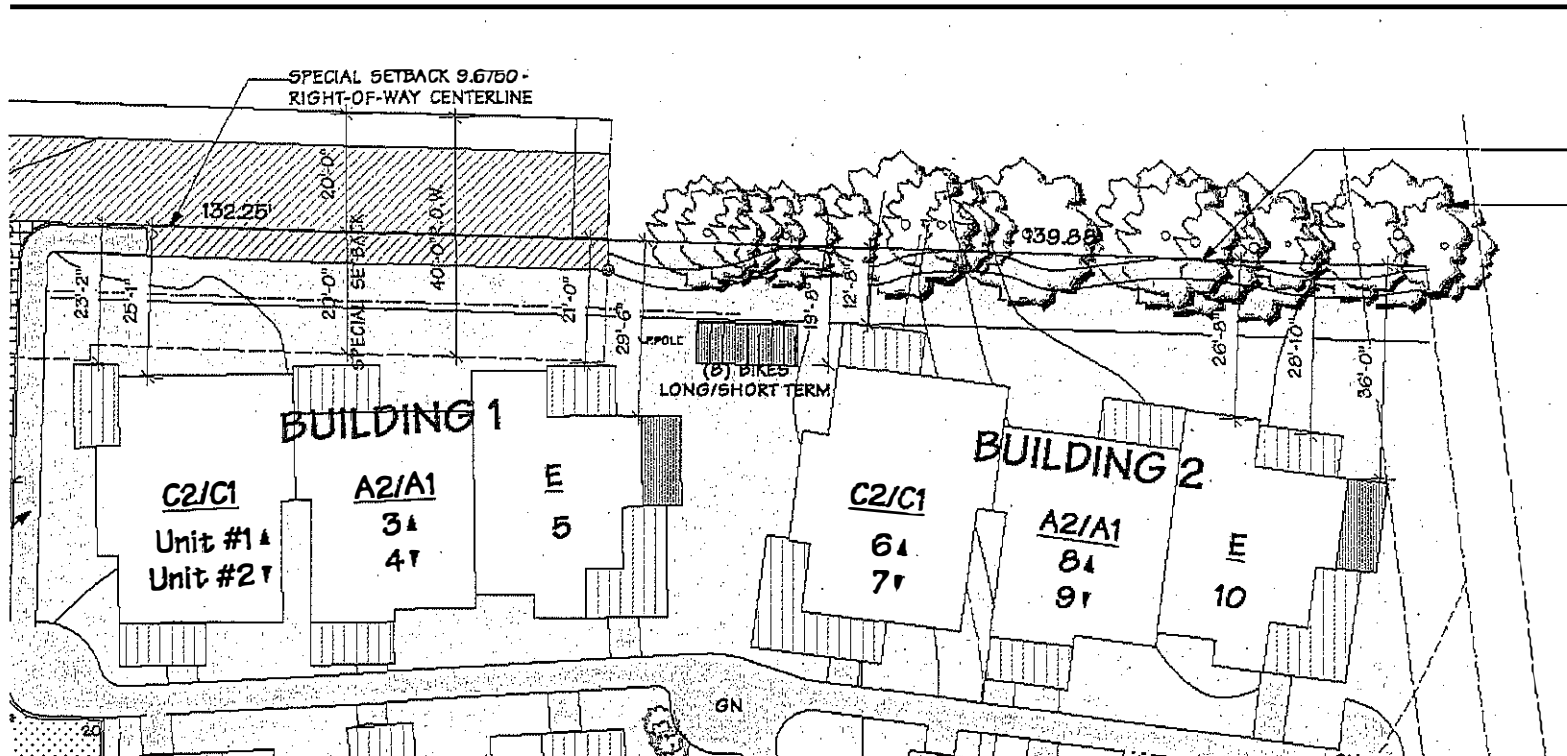 SPECIAL SETBACK 9.6750 -
RIGHT-OF-WAY CENTERLINE
132.25'
20'-0"
40'-0" R.O.W.
20'-0"
SPECIAL SETBACK
23'-2"
25'-1"
21'-0"
29'-6"
P.POLE
(8) BIKES
LONG/SHORT TERM
19'-8"
12'-8"
26'-8"
28'-10"
36'-0"
BUILDING 1
C2/C1
Unit #1
Unit #2
A2/A1
3
4
E
5
BUILDING 2
C2/C1
6
7
A2/A1
8
9
E
10
GN
20